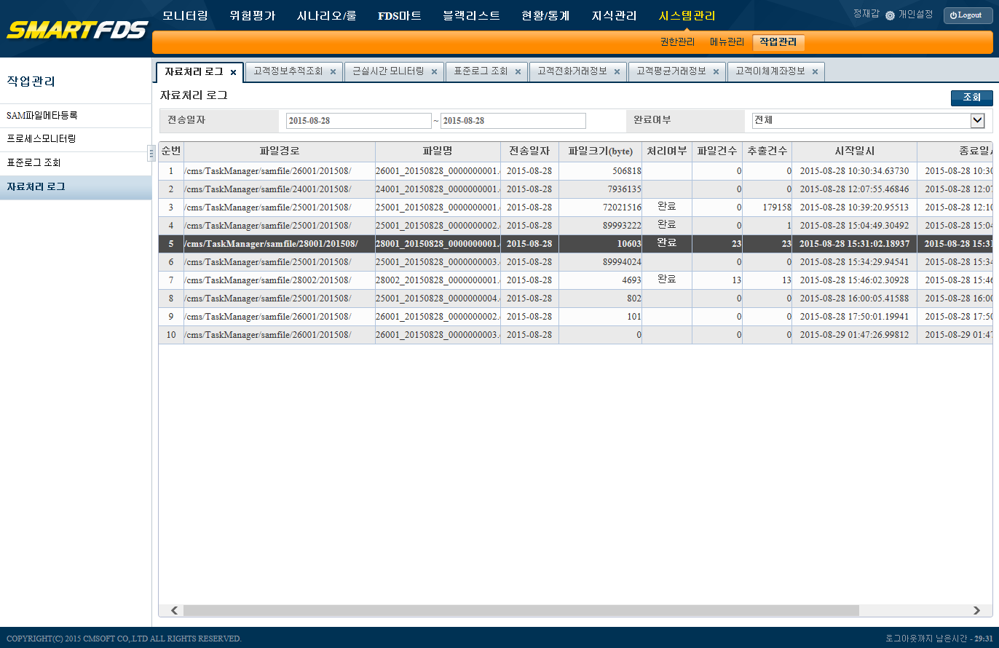 SMARTFDS
모니터링 위험평가 시나리오/룰 FDS마트 블랙리스트 현황/통계 지식관리 시스템관리
정재갑 개인설정 Logout
권한관리 메뉴관리 작업관리
작업관리
SAM파일메타등록
프로세스모니터링
표준로그 조회
자료처리 로그
자료처리 로그 × 고객정보추적조회 × 근실시간 모니터링 × 표준로그 조회 × 고객전화거래정보 × 고객평균거래정보 × 고객이체계좌정보 ×
자료처리 로그
조회
전송일자 2015-08-28 ~ 2015-08-28 완료여부 전체
순번 파일경로 파일명 전송일자 파일크기(byte) 처리여부 파일건수 추출건수 시작일시 종료일시
1 /cms/TaskManager/samfile/26001/201508/ 26001_20150828_0000000001. 2015-08-28 506818 0 0 2015-08-28 10:30:34.63730 2015-08-28 10:30
2 /cms/TaskManager/samfile/24001/201508/ 24001_20150828_0000000001. 2015-08-28 7936135 0 0 2015-08-28 12:07:55.46846 2015-08-28 12:07
3 /cms/TaskManager/samfile/25001/201508/ 25001_20150828_0000000001. 2015-08-28 72021516 완료 0 179158 2015-08-28 10:39:20.95513 2015-08-28 12:10
4 /cms/TaskManager/samfile/25001/201508/ 25001_20150828_0000000002. 2015-08-28 89993222 완료 0 1 2015-08-28 15:04:49.30492 2015-08-28 15:04
5 /cms/TaskManager/samfile/28001/201508/ 28001_20150828_0000000001. 2015-08-28 10603 완료 23 23 2015-08-28 15:31:02.18937 2015-08-28 15:31
6 /cms/TaskManager/samfile/25001/201508/ 25001_20150828_0000000003. 2015-08-28 89994024 0 0 2015-08-28 15:34:29.94541 2015-08-28 15:34
7 /cms/TaskManager/samfile/28002/201508/ 28002_20150828_0000000001. 2015-08-28 4693 완료 13 13 2015-08-28 15:46:02.30928 2015-08-28 15:46
8 /cms/TaskManager/samfile/25001/201508/ 25001_20150828_0000000004. 2015-08-28 802 0 0 2015-08-28 16:00:05.41588 2015-08-28 16:00
9 /cms/TaskManager/samfile/26001/201508/ 26001_20150828_0000000002. 2015-08-28 101 0 0 2015-08-28 17:50:01.19941 2015-08-28 17:50
10 /cms/TaskManager/samfile/26001/201508/ 26001_20150828_0000000003. 2015-08-28 0 0 0 2015-08-29 01:47:26.99812 2015-08-29 01:47
COPYRIGHT(C) 2015 CMSOFT CO,.LTD ALL RIGHTS RESERVED.
로그아웃까지 남은시간 - 29:31